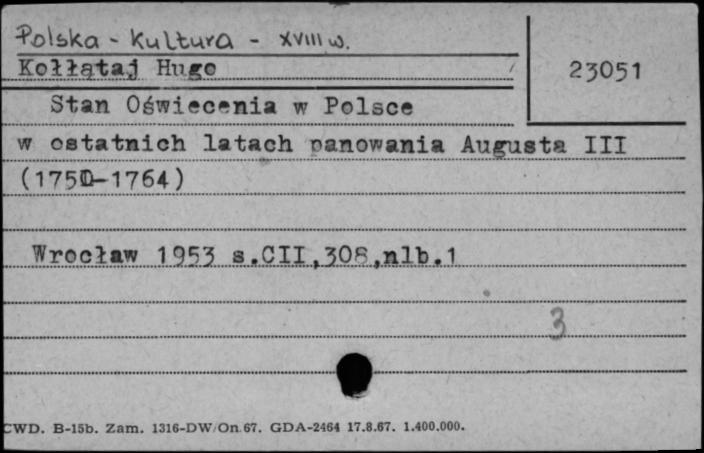 Polska - Kultura - XVIII w.
Kołłątaj Hugo
23051
Stan Oświecenia w Polsce
w ostatnich latach panowania Augusta III
(1750-1764)
Wrocław 1953 s.CII,308,nlb.1
3
CWD. B-15b. Zam. 1316-DW/On.67. GDA-2464 17.8.67. 1.400.000.